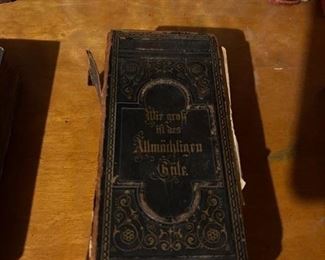 Wie groß
ist des
Allmächtigen
Güte.